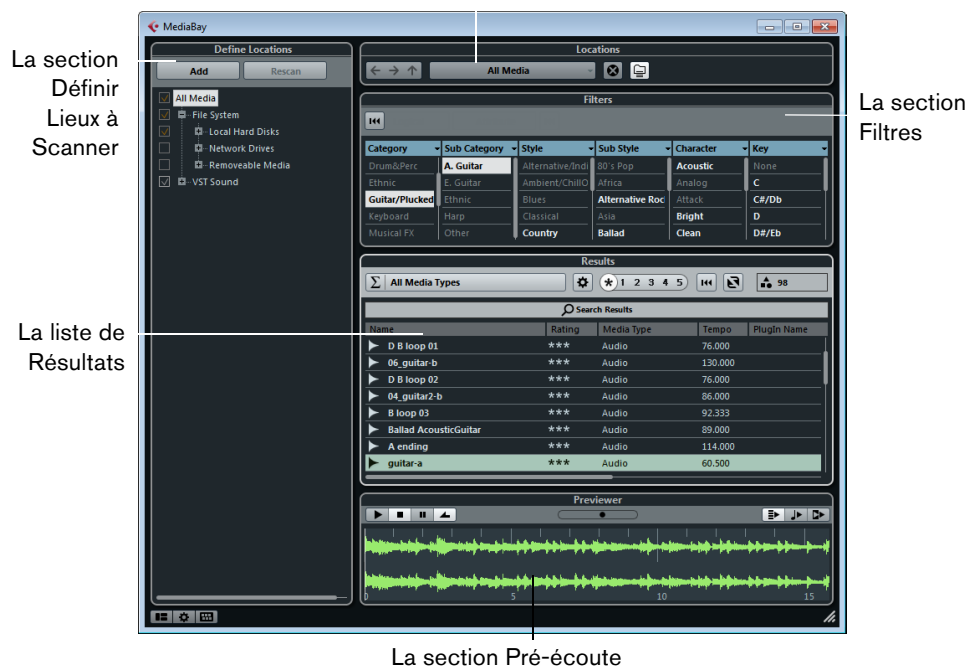 MediaBay
La section
Définir
Lieux à
Scanner
Define Locations
Add Rescan
All Media
File System
Local Hard Disks
Network Drives
Removeable Media
VST Sound
Locations
All Media
Filters
La section
Filtres
Category Sub Category Style Sub Style Character Key
Drum&Perc A. Guitar Alternative/Indi 80's Pop Acoustic None
Ethnic E. Guitar Ambient/ChillO Africa Analog C
Guitar/Plucked Ethnic Blues Alternative Roc Attack C#/Db
Keyboard Harp Classical Asia Bright D
Musical FX Other Country Ballad Clean D#/Eb
Results
Σ All Media Types * 1 2 3 4 5 98
Search Results
La liste de
Résultats
Name Rating Media Type Tempo PlugIn Name
D B loop 01 *** Audio 76.000
06_guitar-b *** Audio 130.000
D B loop 02 *** Audio 76.000
04_guitar2-b *** Audio 86.000
B loop 03 *** Audio 92.333
Ballad AcousticGuitar *** Audio 89.000
A ending *** Audio 114.000
guitar-a *** Audio 60.500
Previewer
0 5 10 15
La section Pré-écoute